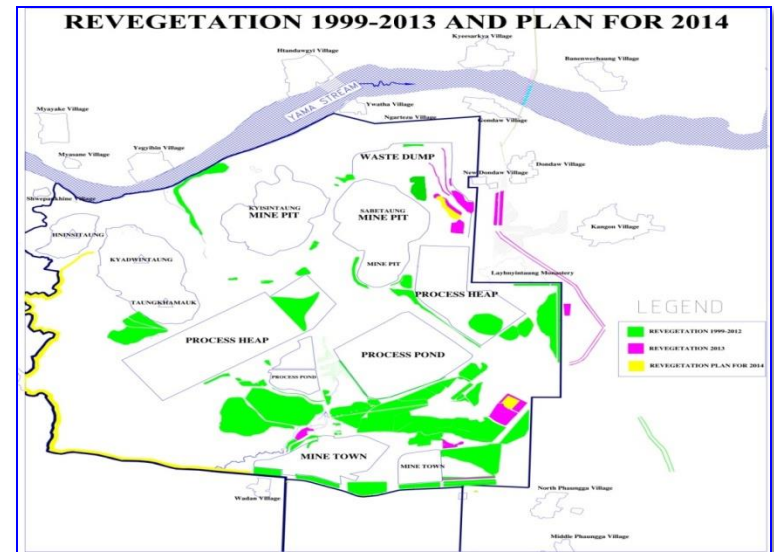 REVEGETATION 1999-2013 AND PLAN FOR 2014
Kyeesarkya Village
Htandawgyi Village
Bunenwechaung Village
YAMA STREAM
Myayake Village
Ywatha Village
Ngartezu Village
Gondaw Village
Yegyibin Village
Myasane Village
WASTE DUMP
Dondaw Village
New Dondaw Village
Shwepankhine Village
KYISINTAUNG
MINE PIT
SABETAUNG
MINE PIT
Kangon Village
HNINSITAUNG
KYADWINTAUNG
MINE PIT
Layhnyintaung Monastery
TAUNGKHAMAUK
PROCESS HEAP
LEGEND
REVEGETATION 1999-2012
REVEGETATION 2013
REVEGETATION PLAN FOR 2014
PROCESS HEAP
PROCESS POND
PROCESS POND
MINE TOWN
MINE TOWN
Wadan Village
North Phaungga Village
Middle Phaungga Village